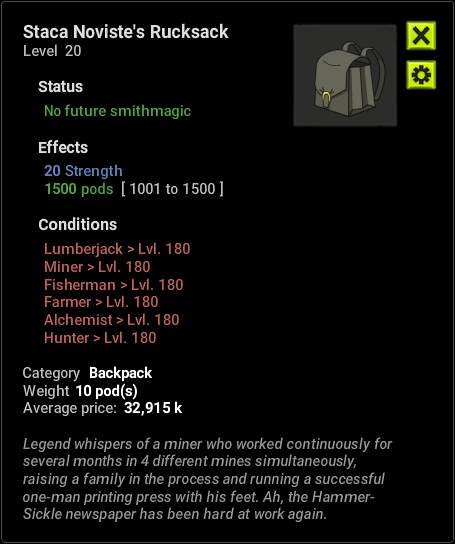 Staca Noviste's Rucksack
Level 20
Status
No future smithmagic
Effects
20 Strength
1500 pods [ 1001 to 1500 ]
Conditions
Lumberjack > Lvl. 180
Miner > Lvl. 180
Fisherman > Lvl. 180
Farmer > Lvl. 180
Alchemist > Lvl. 180
Hunter > Lvl. 180
Category Backpack
Weight 10 pod(s)
Average price: 32,915 k
Legend whispers of a miner who worked continuously for
several months in 4 different mines simultaneously,
raising a family in the process and running a successful
one-man printing press with his feet. Ah, the Hammer-
Sickle newspaper has been hard at work again.